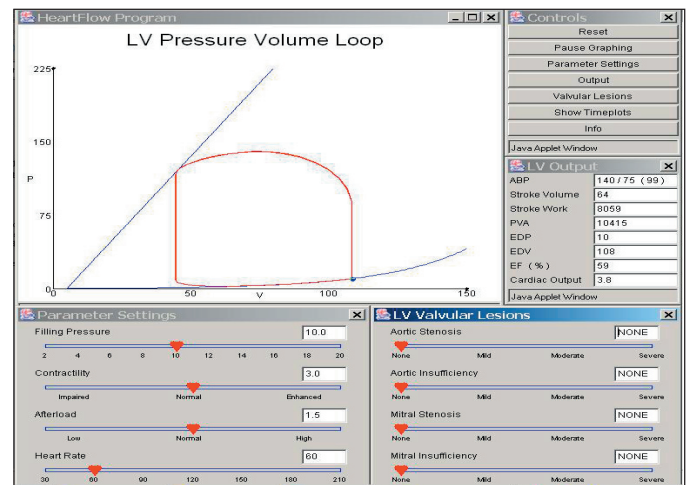 HeartFlow Program
LV Pressure Volume Loop
225
150
P
75
0
0 50 V 100 150
Controls
Reset
Pause Graphing
Parameter Settings
Output
Valvular Lesions
Show Timeplots
Info
Java Applet Window
LV Output
ABP 140/75 (99)
Stroke Volume 64
Stroke Work 8059
PVA 10415
EDP 10
EDV 108
EF (%) 59
Cardiac Output 3.8
Java Applet Window
Parameter Settings
Filling Pressure 10.0
2 4 6 8 10 12 14 16 18 20
Contractility 3.0
Impaired Normal Enhanced
Afterload 1.5
Low Normal High
Heart Rate 60
30 60 90 120 150 180 210
LV Valvular Lesions
Aortic Stenosis NONE
None Mild Moderate Severe
Aortic Insufficiency NONE
None Mild Moderate Severe
Mitral Stenosis NONE
None Mild Moderate Severe
Mitral Insufficiency NONE
None Mild Moderate Severe